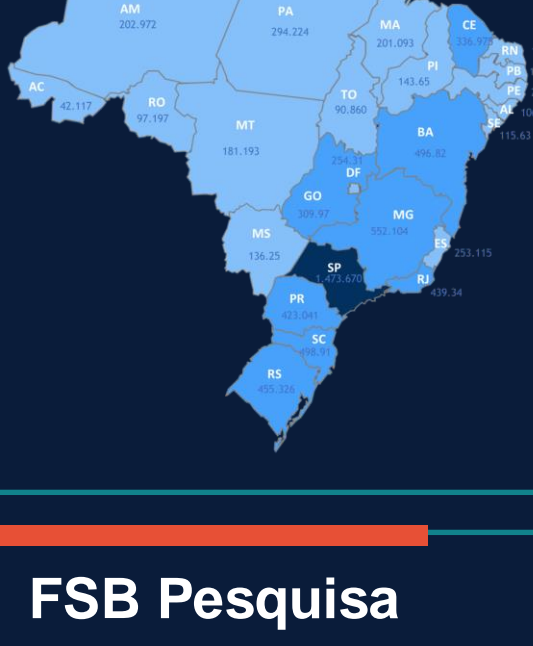 AM
202.972
PA
294.224
MA
201.093
CE
336.975
RN
PB
PE
AL
SE
115.63
PI
143.65
TO
90.860
AC
42.117
RO
97.197
MT
181.193
BA
496.82
254.31
DF
GO
309.97
MG
552.104
MS
136.25
ES
253.115
SP
1.473.670
RJ
439.34
PR
423.041
SC
498.91
RS
455.326
FSB Pesquisa